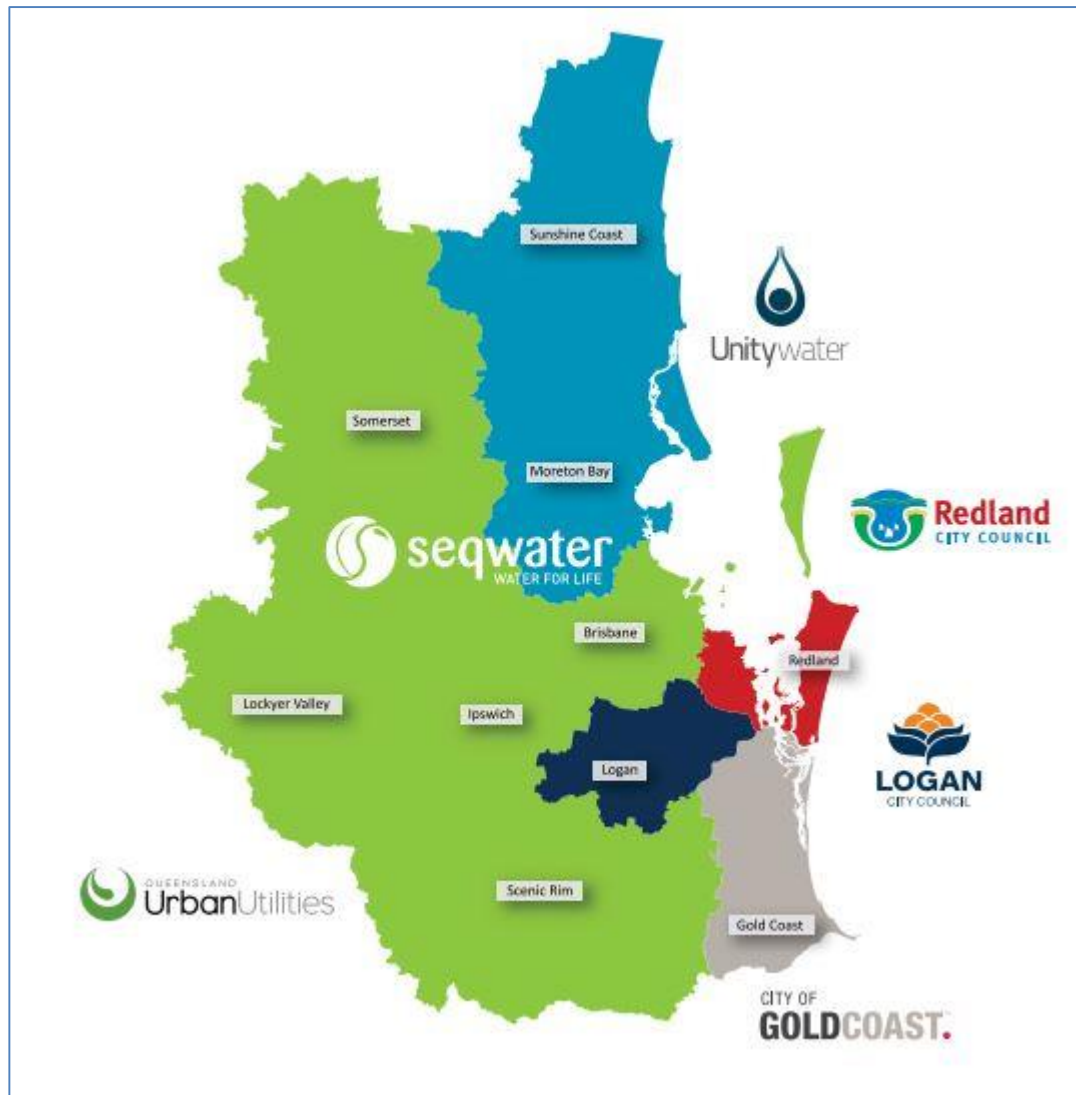 Sunshine Coast
Unitywater
Somerset
Moreton Bay
Redland
CITY COUNCIL
seqwater
WATER FOR LIFE
Brisbane
Redland
Lockyer Valley
Ipswich
Logan
LOGAN
CITY COUNCIL
QUEENSLAND
UrbanUtilities
Scenic Rim
Gold Coast
CITY OF
GOLDCOAST.